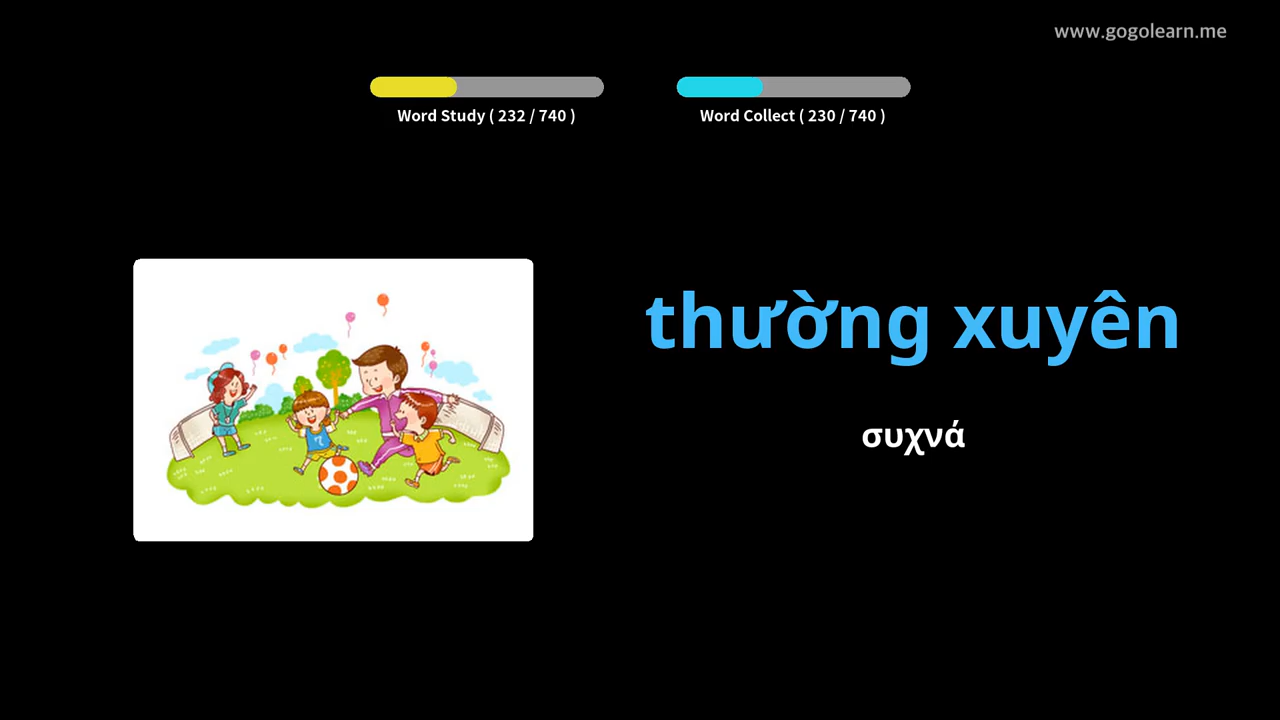 www.gogolearn.me
Word Study ( 232 / 740 )
Word Collect ( 230 / 740 )
thường xuyên
συχνά